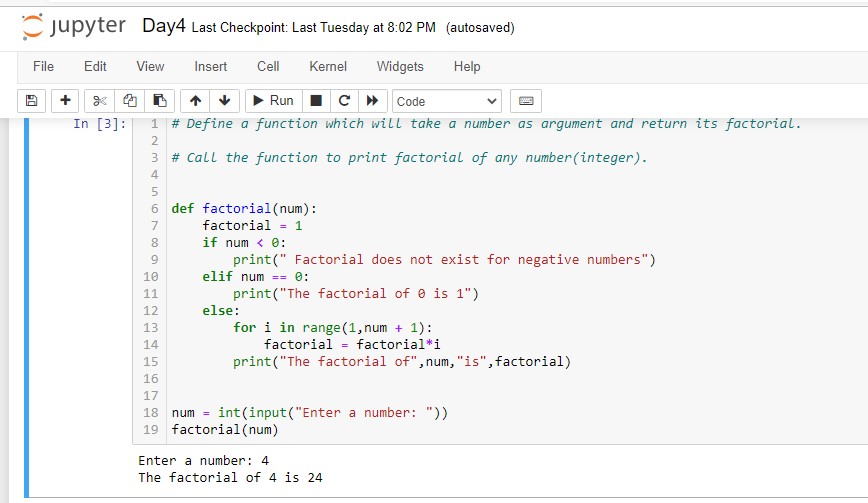 jupyter Day4 Last Checkpoint: Last Tuesday at 8:02 PM (autosaved)
File Edit View Insert Cell Kernel Widgets Help
Run Code
In [3]: 1 # Define a function which will take a number as argument and return its factorial.
2
3 # Call the function to print factorial of any number(integer).
4
5
6 def factorial(num):
7     factorial = 1
8     if num < 0:
9         print(" Factorial does not exist for negative numbers")
10     elif num == 0:
11         print("The factorial of 0 is 1")
12     else:
13         for i in range(1,num + 1):
14             factorial = factorial*i
15         print("The factorial of",num,"is",factorial)
16
17
18 num = int(input("Enter a number: "))
19 factorial(num)
Enter a number: 4
The factorial of 4 is 24